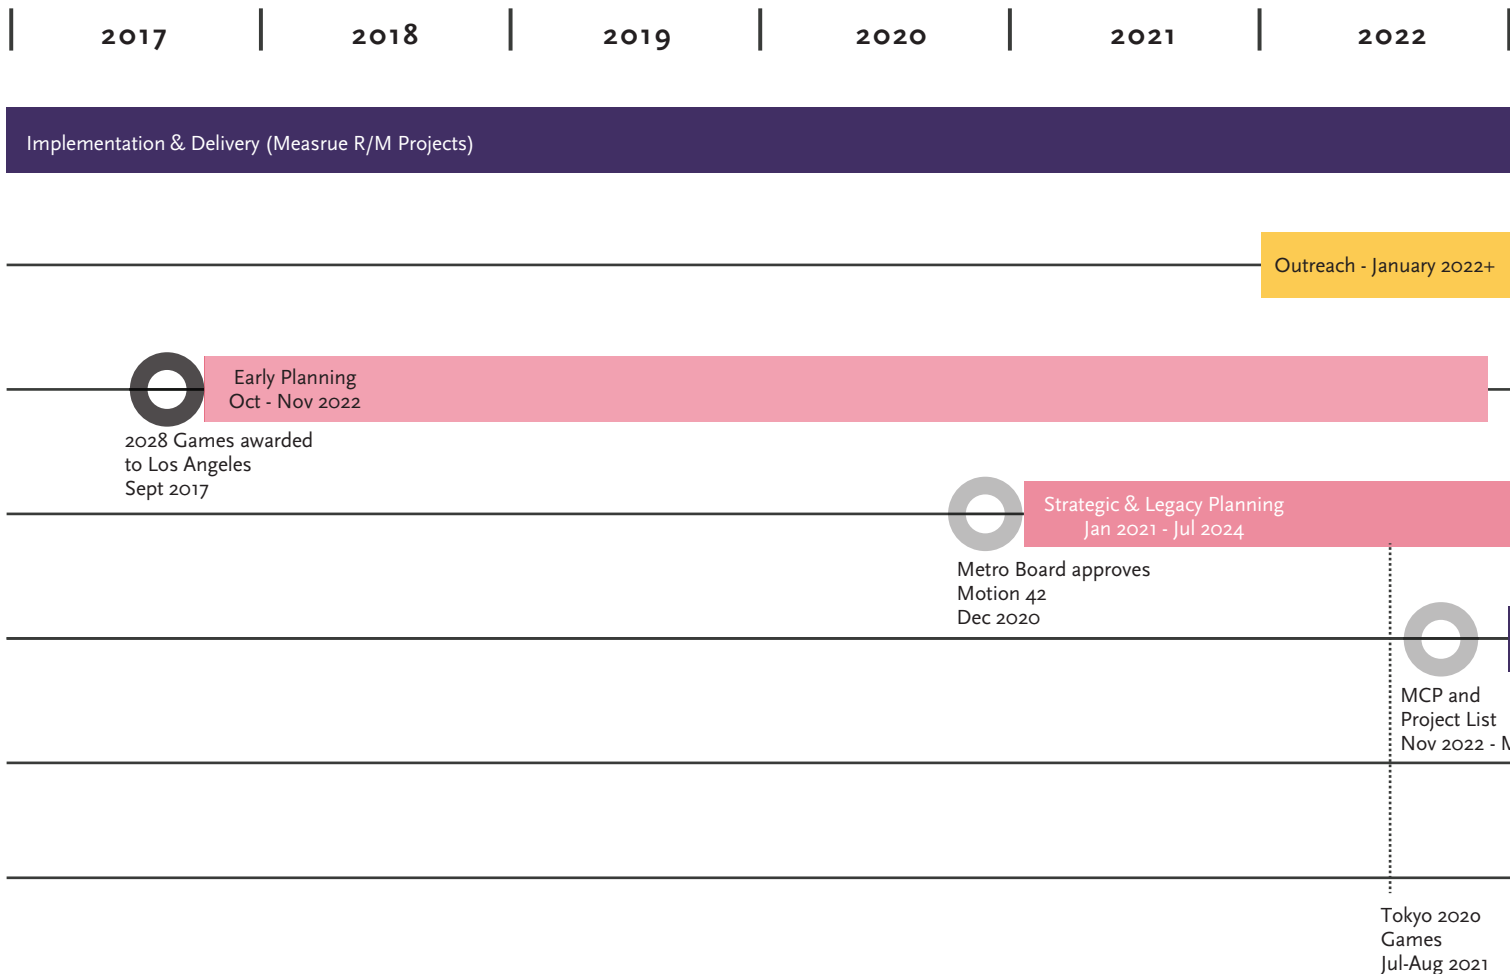 2017 2018 2019 2020 2021 2022
Implementation & Delivery (Measrue R/M Projects)
Outreach - January 2022+
Early Planning
Oct - Nov 2022
2028 Games awarded
to Los Angeles
Sept 2017
Strategic & Legacy Planning
Jan 2021 - Jul 2024
Metro Board approves
Motion 42
Dec 2020
MCP and
Project List
Nov 2022 - M
Tokyo 2020
Games
Jul-Aug 2021